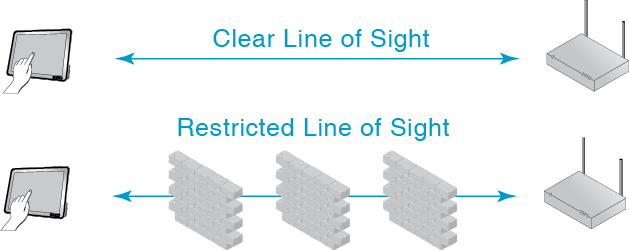 Clear Line of Sight
Restricted Line of Sight